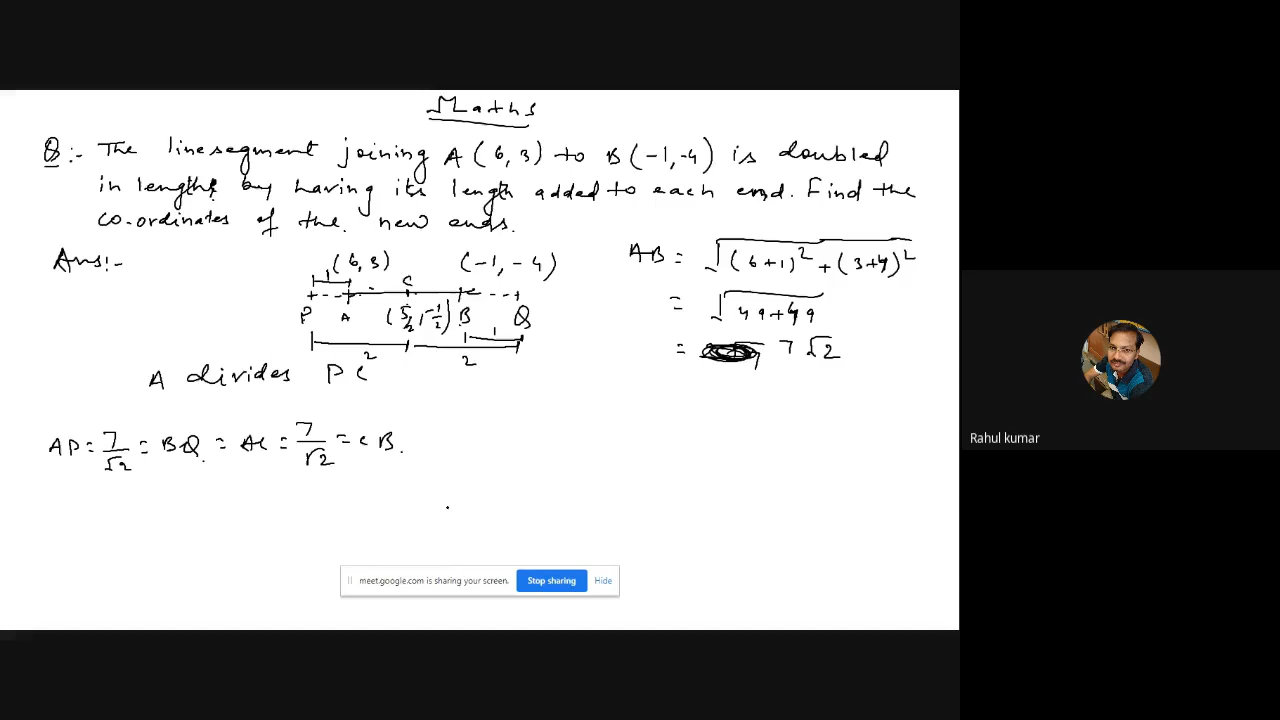 Maths
Q:- The linesegment joining A (6, 3) to B (-1, -4) is doubled
in length by having its length added to each end. Find the
co-ordinates of the new ends.
Ans:-
(6, 3) (-1, -4)
1 C
P A (5/2, -1/2) B Q
1
2 2
A divides PC
AP = 7/√2 = BQ = AC = 7/√2 = CB.
AB = √(6+1)² + (3+4)²
= √49+49
= 7√2
meet.google.com is sharing your screen. Stop sharing Hide
Rahul kumar